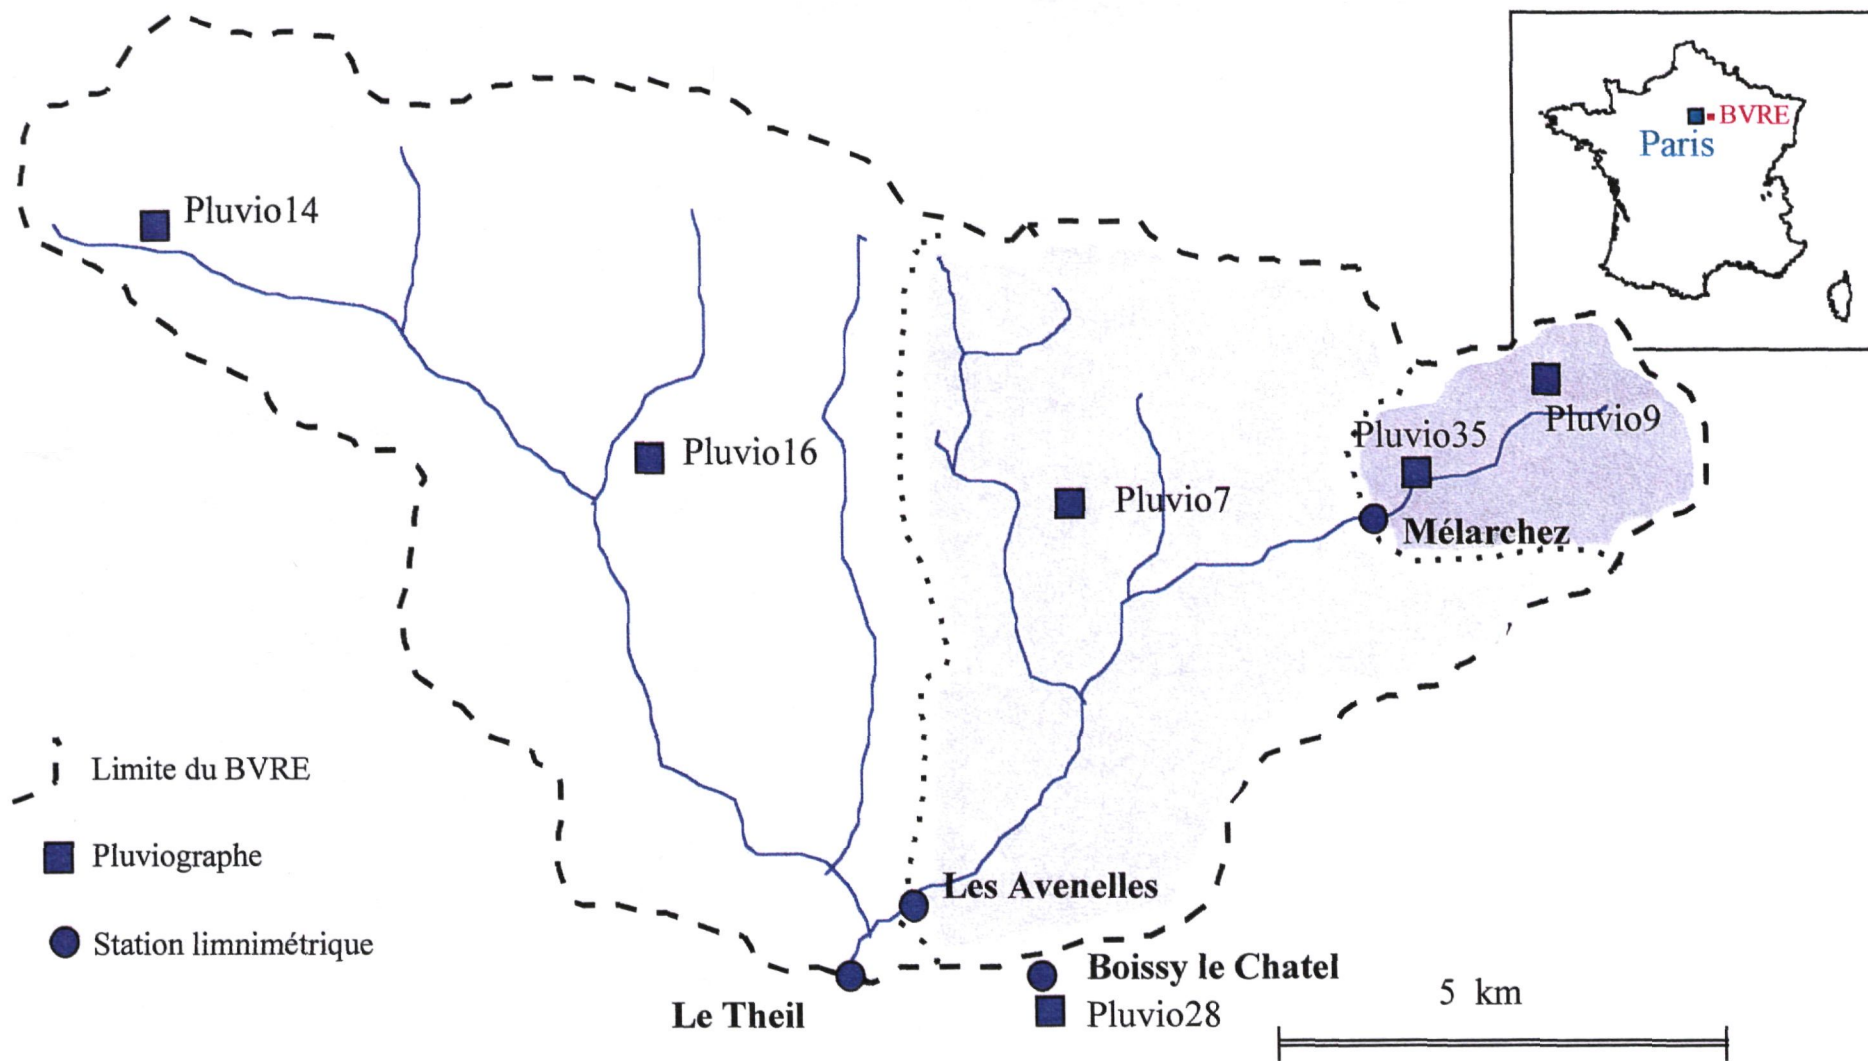 BVRE
Paris
Pluvio14
Pluvio9
Pluvio35
Pluvio16
Pluvio7
Mélarchez
Limite du BVRE
Pluviographe
Les Avenelles
Station limnimétrique
Boissy le Chatel
Le Theil
Pluvio28
5 km